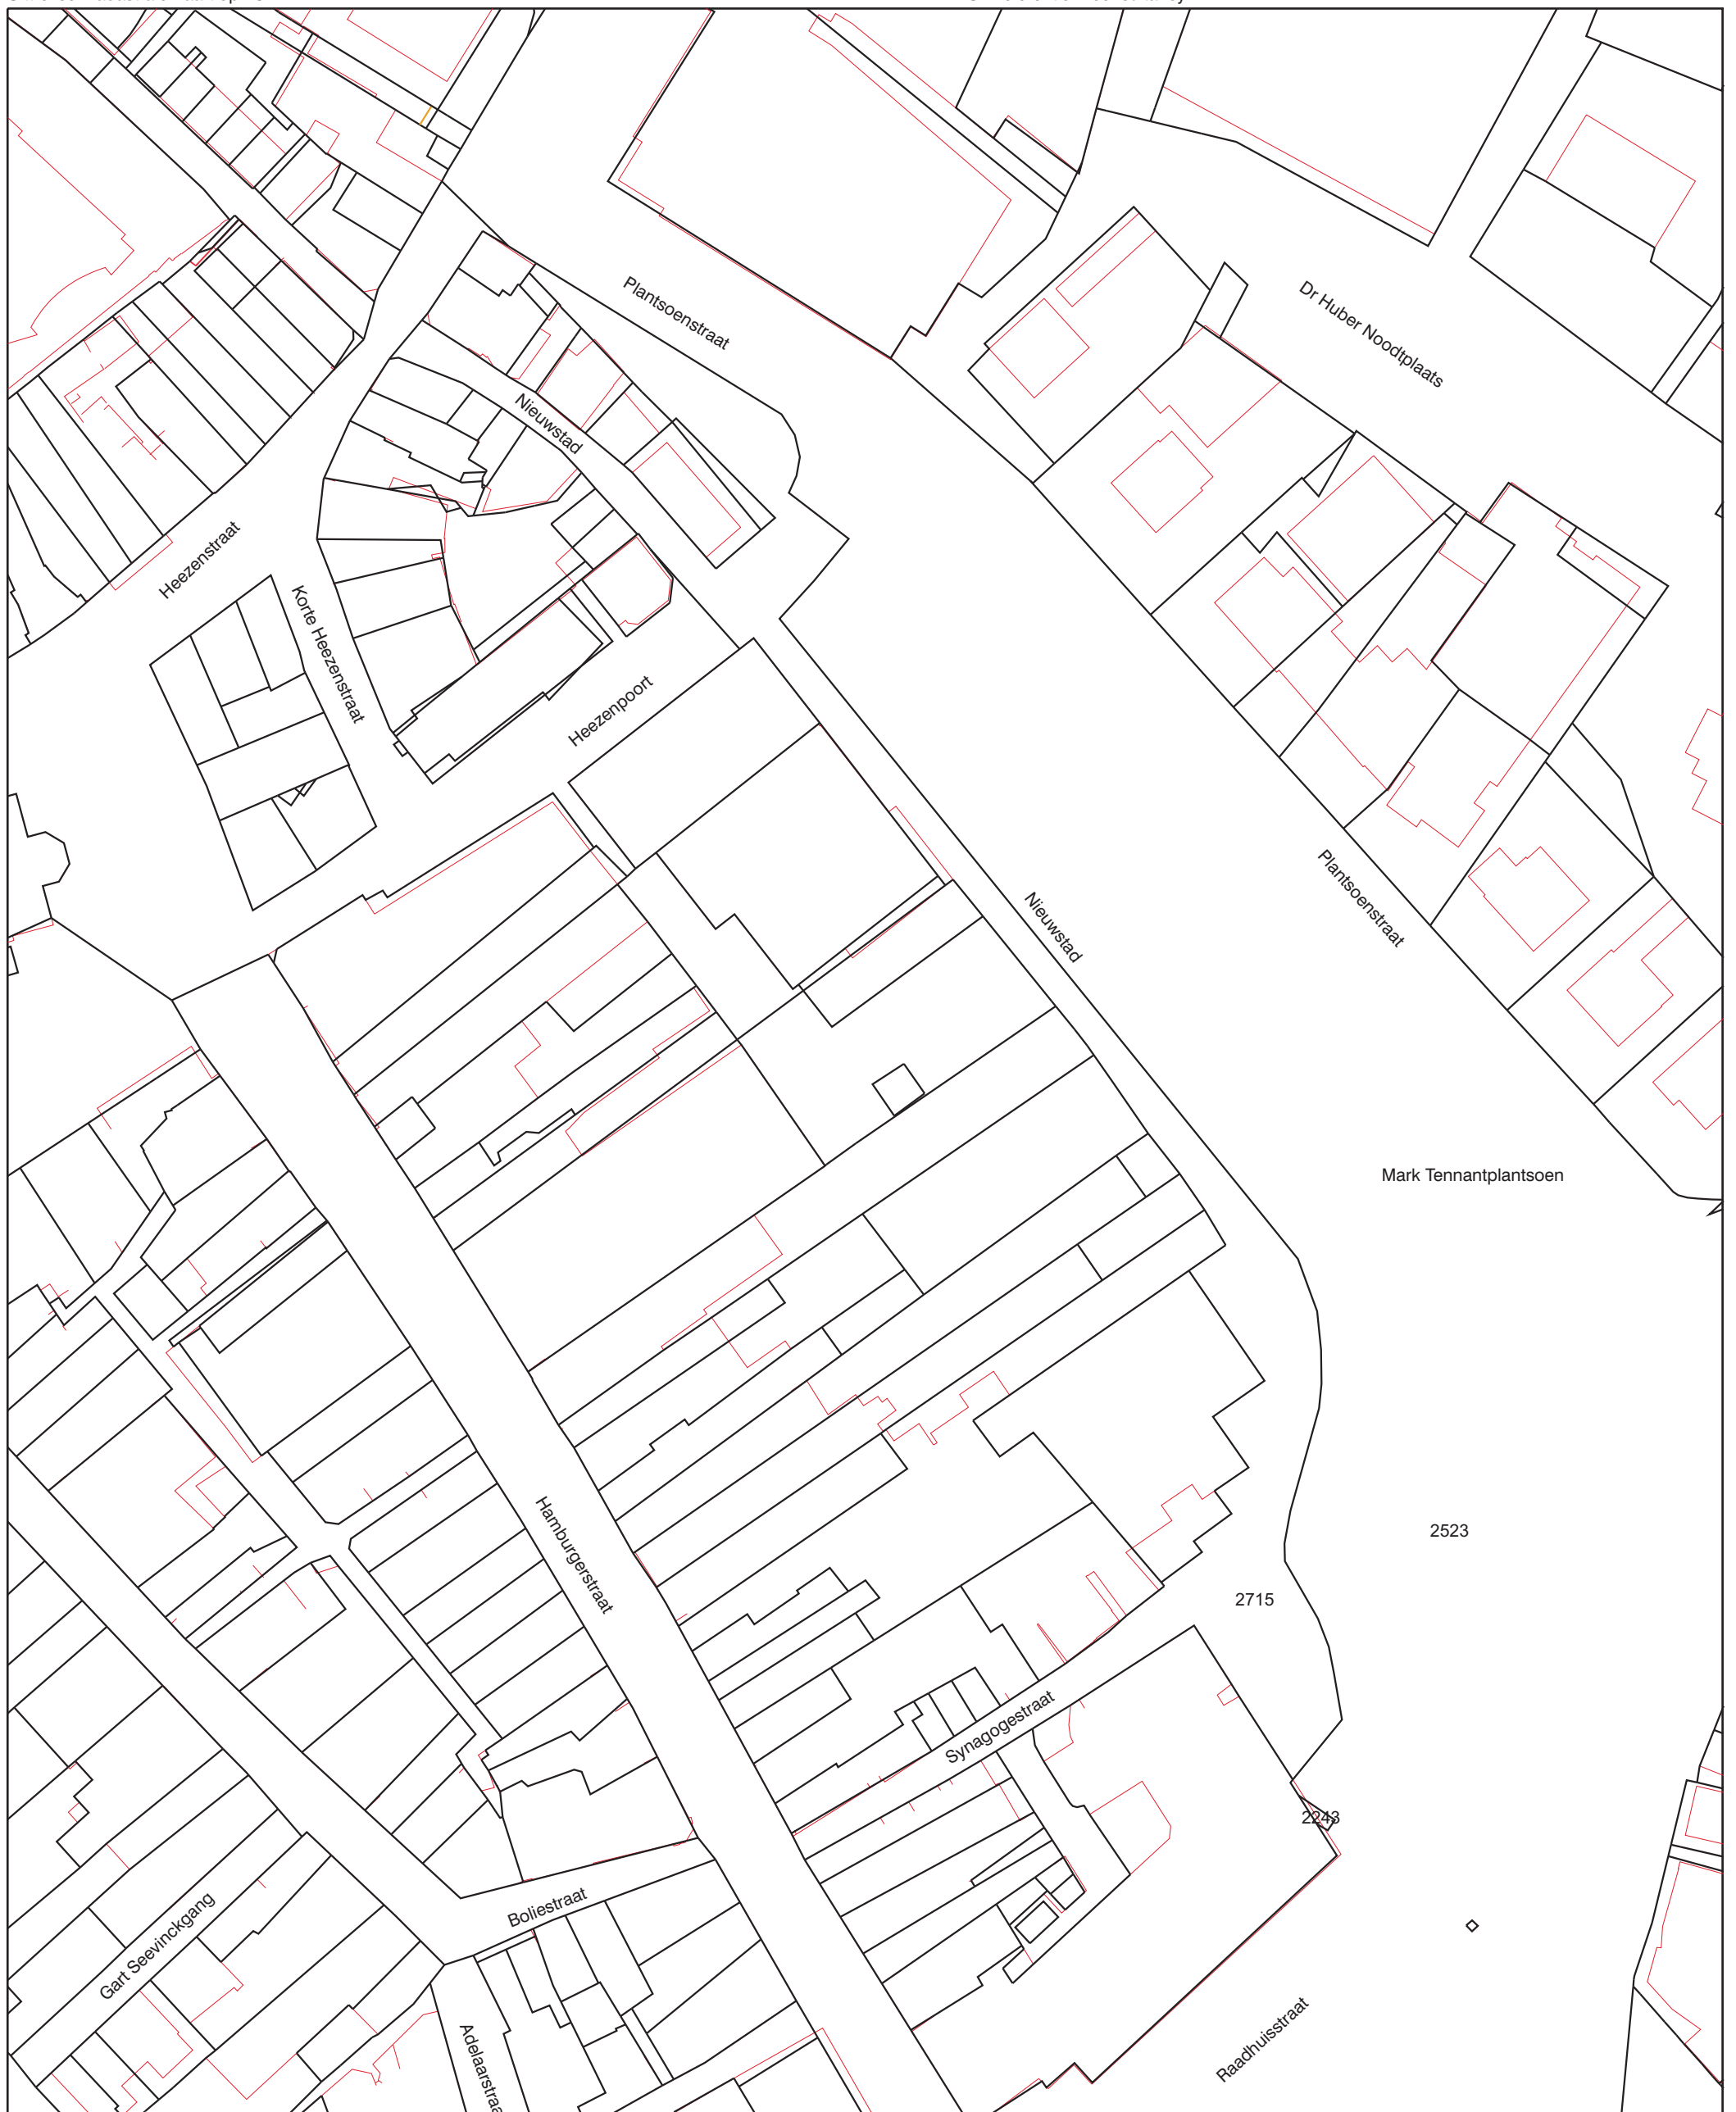 Plantsoenstraat
Dr Huber Noodtplaats
Nieuwstad
Heezenstraat
Korte Heezenstraat
Heezenpoort
Nieuwstad
Plantsoenstraat
Mark Tennantplantsoen
Hamburgerstraat
2523
2715
Synagogestraat
2243
Boliestraat
Gart Seevinckgang
Raadhuisstraat